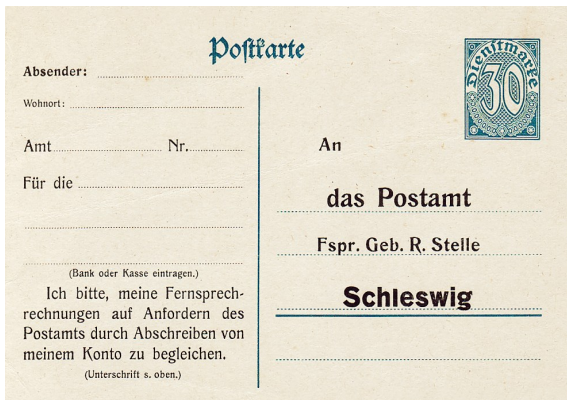 Postkarte
Dienstmarke
30
Absender:
Wohnort:
Amt Nr.
Für die
(Bank oder Kasse eintragen.)
Ich bitte, meine Fernsprech-
rechnungen auf Anfordern des
Postamts durch Abschreiben von
meinem Konto zu begleichen.
(Unterschrift s. oben.)
An
das Postamt
Fspr. Geb. R. Stelle
Schleswig